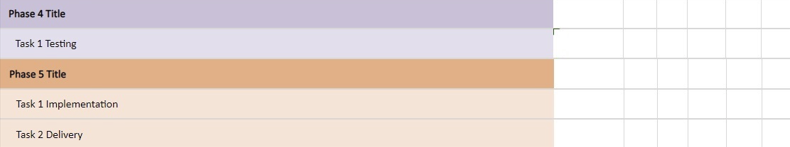 Phase 4 Title
Task 1 Testing
Phase 5 Title
Task 1 Implementation
Task 2 Delivery